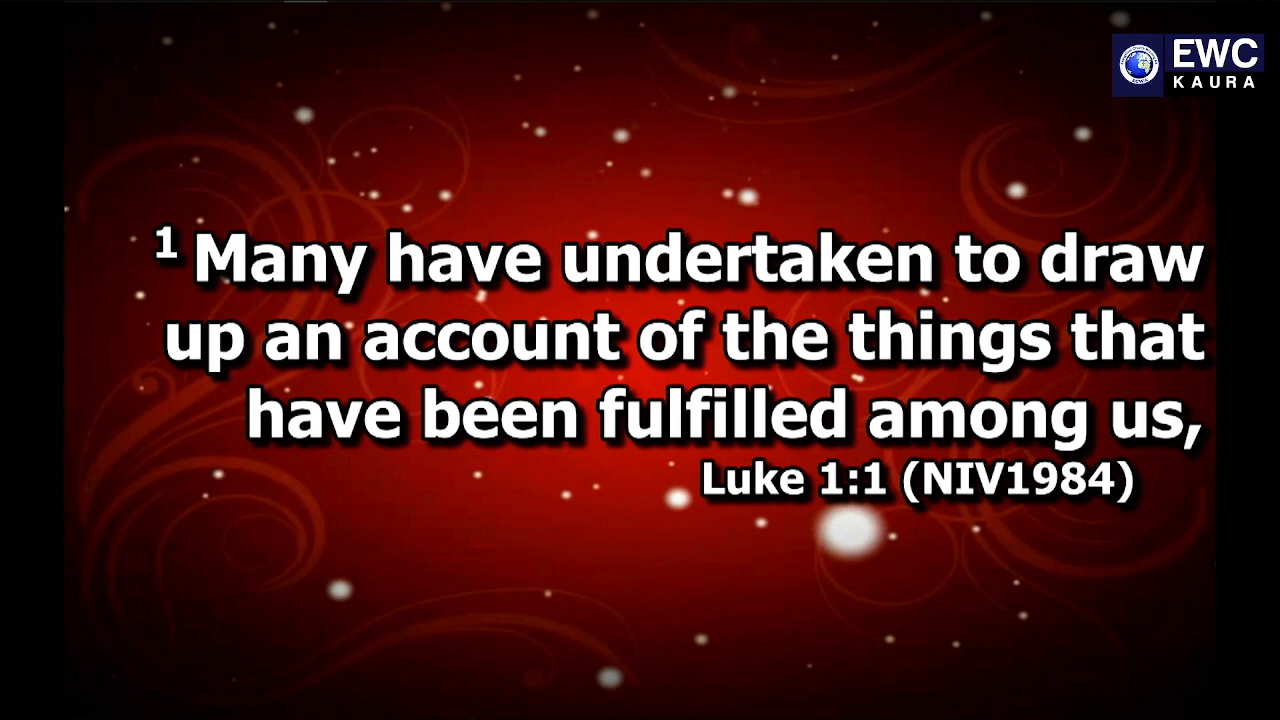 EWC
KAURA
1 Many have undertaken to draw
up an account of the things that
have been fulfilled among us,
Luke 1:1 (NIV1984)